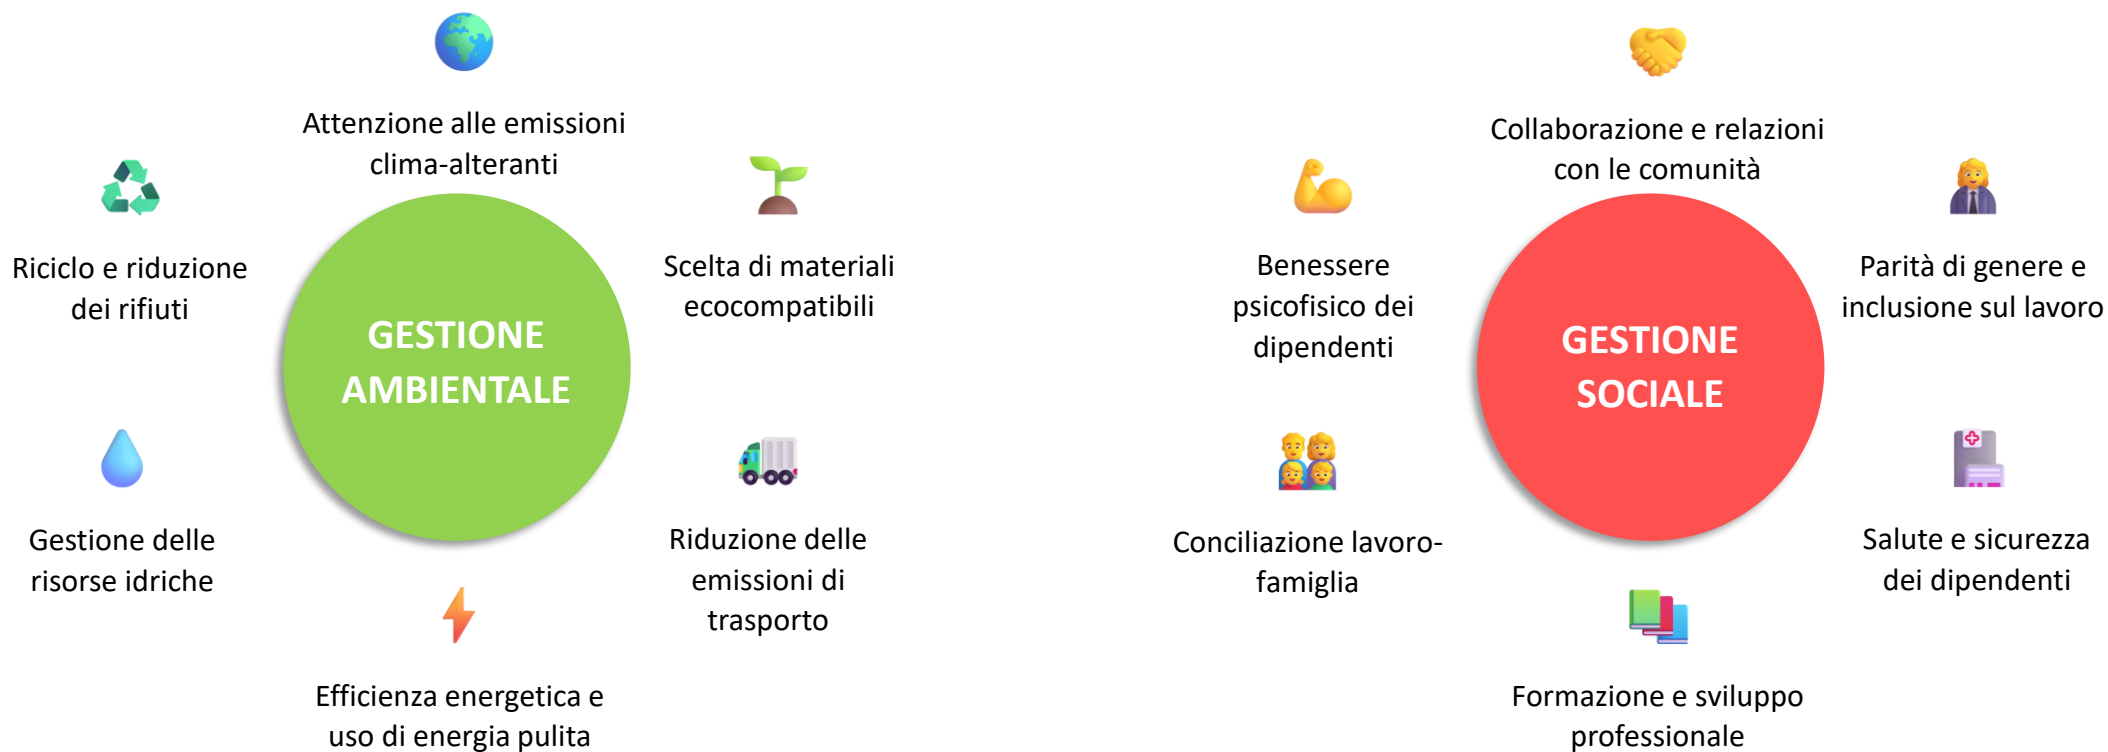 Attenzione alle emissioni
clima-alteranti
Riciclo e riduzione
dei rifiuti
Scelta di materiali
ecocompatibili
GESTIONE
AMBIENTALE
Gestione delle
risorse idriche
Riduzione delle
emissioni di
trasporto
Efficienza energetica e
uso di energia pulita
Collaborazione e relazioni
con le comunità
Benessere
psicofisico dei
dipendenti
Parità di genere e
inclusione sul lavoro
GESTIONE
SOCIALE
Conciliazione lavoro-
famiglia
Salute e sicurezza
dei dipendenti
Formazione e sviluppo
professionale